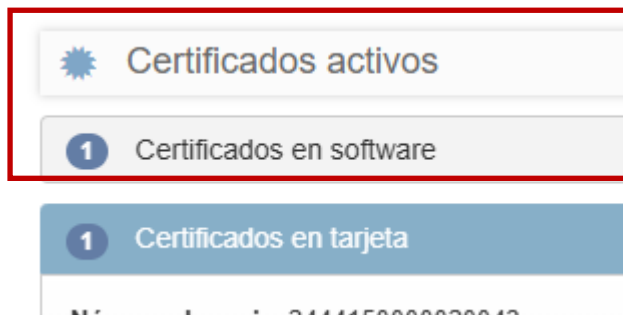 Certificados activos
1 Certificados en software
1 Certificados en tarjeta